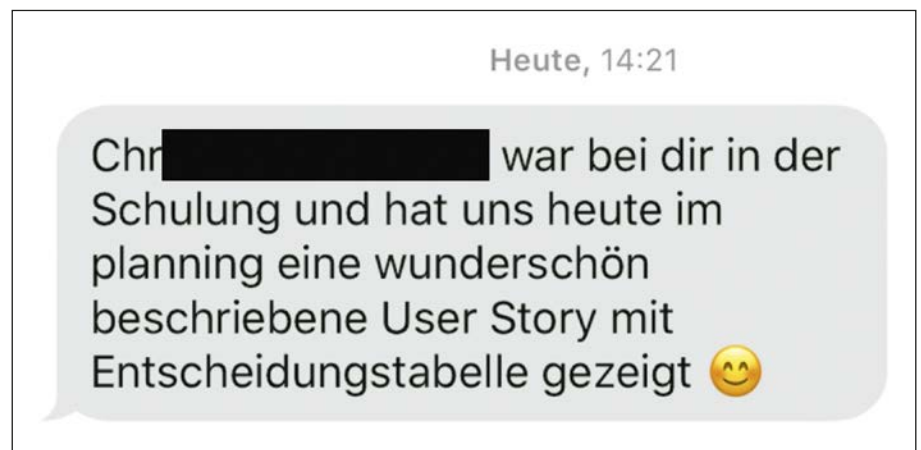 Heute, 14:21
Chr war bei dir in der
Schulung und hat uns heute im
planning eine wunderschön
beschriebene User Story mit
Entscheidungstabelle gezeigt 😊